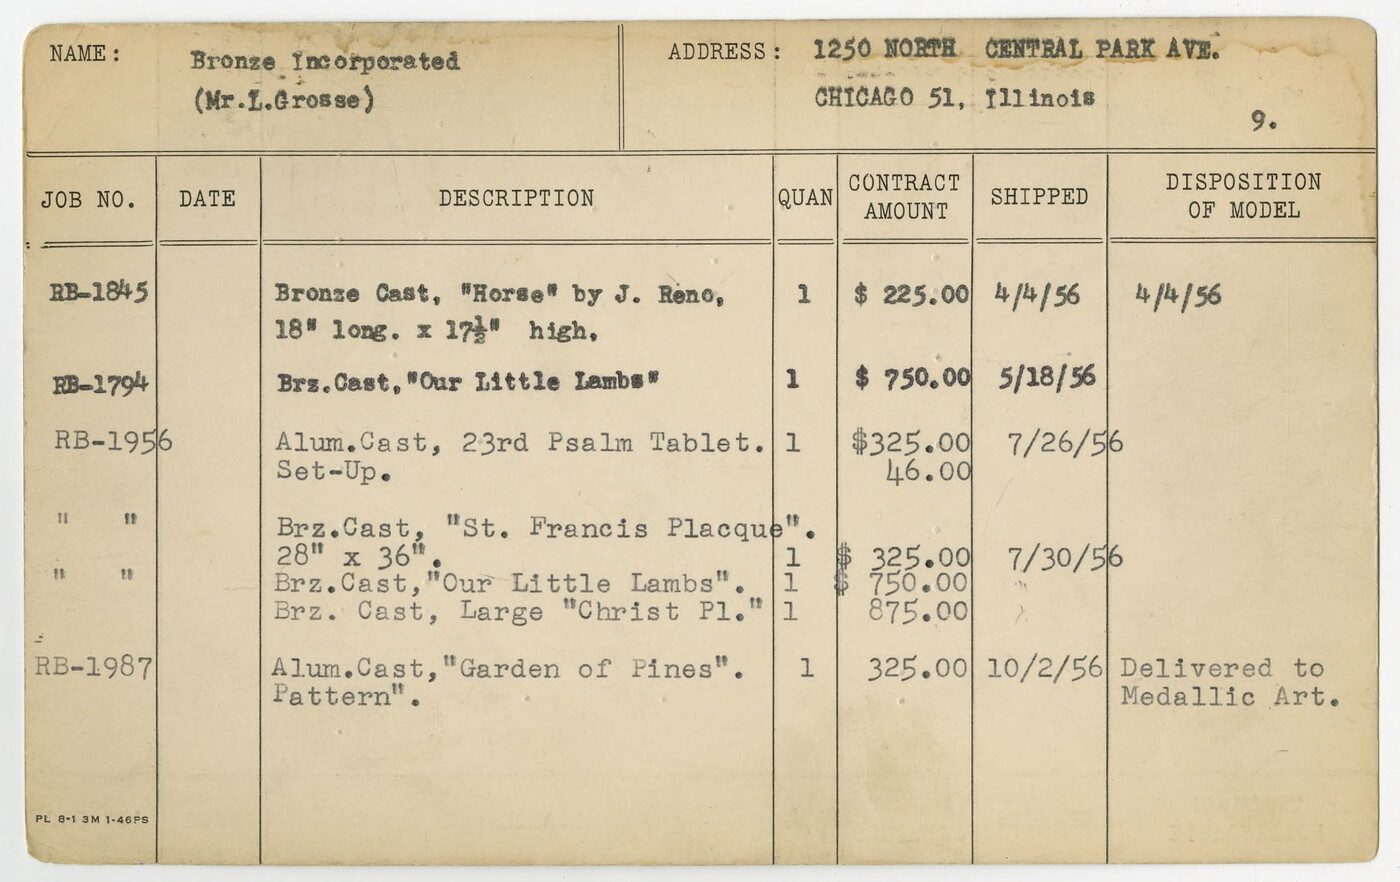 NAME: Bronze Incorporated ADDRESS: 1250 NORTH CENTRAL PARK AVE.
(Mr.L.Grosse) CHICAGO 51, Illinois
9.
JOB NO. DATE DESCRIPTION QUAN CONTRACT AMOUNT SHIPPED DISPOSITION OF MODEL
RB-1845 Bronze Cast, "Horse" by J. Reno, 1 $ 225.00 4/4/56 4/4/56
18" long. x 17½" high.
RB-1794 Brz.Cast,"Our Little Lambs" 1 $ 750.00 5/18/56
RB-1956 Alum.Cast, 23rd Psalm Tablet. 1 $325.00 7/26/56
Set-Up. 46.00
" " Brz.Cast, "St. Francis Placque".
28" x 36". 1 $ 325.00 7/30/56
" " Brz.Cast,"Our Little Lambs". 1 $ 750.00 "
Brz. Cast, Large "Christ Pl." 1 875.00
RB-1987 Alum.Cast,"Garden of Pines". 1 325.00 10/2/56 Delivered to
Pattern". Medallic Art.
PL 8-1 3M 1-46PS